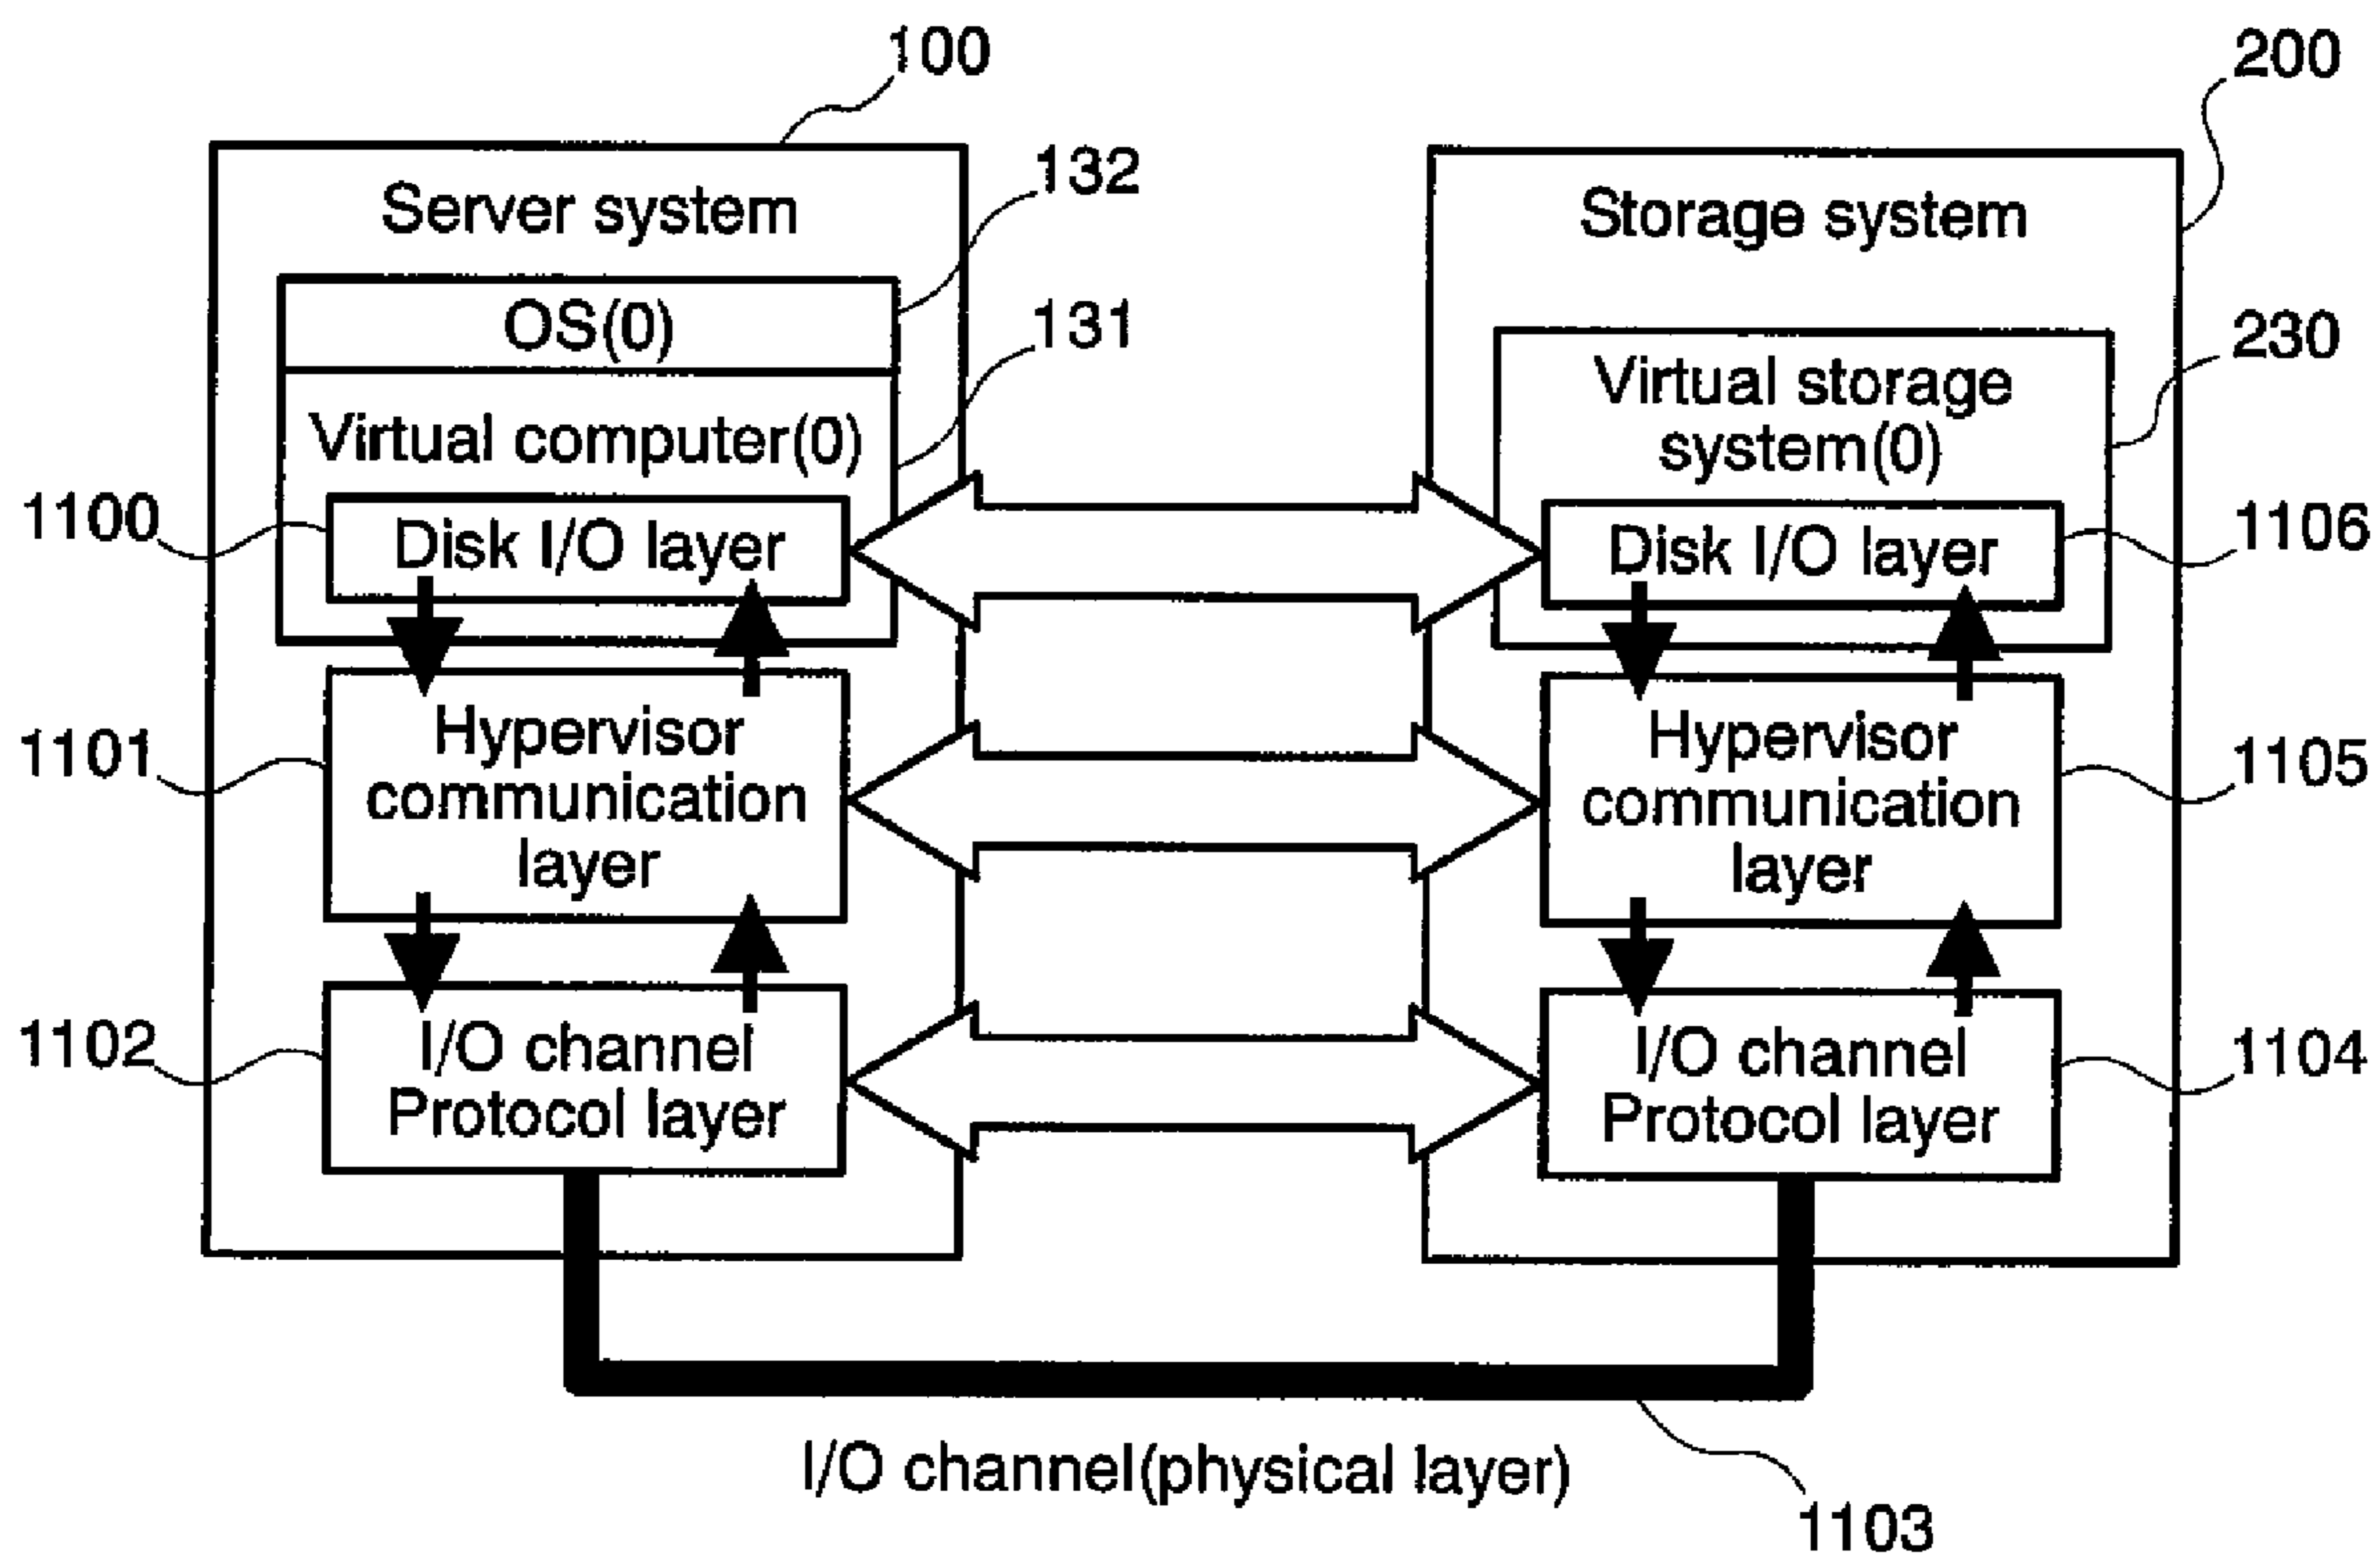 100
200
132
Server system
Storage system
OS(0)
131
230
Virtual computer(0)
Virtual storage
system(0)
1100
Disk I/O layer
Disk I/O layer
1106
1101
Hypervisor
communication
layer
Hypervisor
communication
layer
1105
1102
I/O channel
Protocol layer
I/O channel
Protocol layer
1104
I/O channel(physical layer)
1103